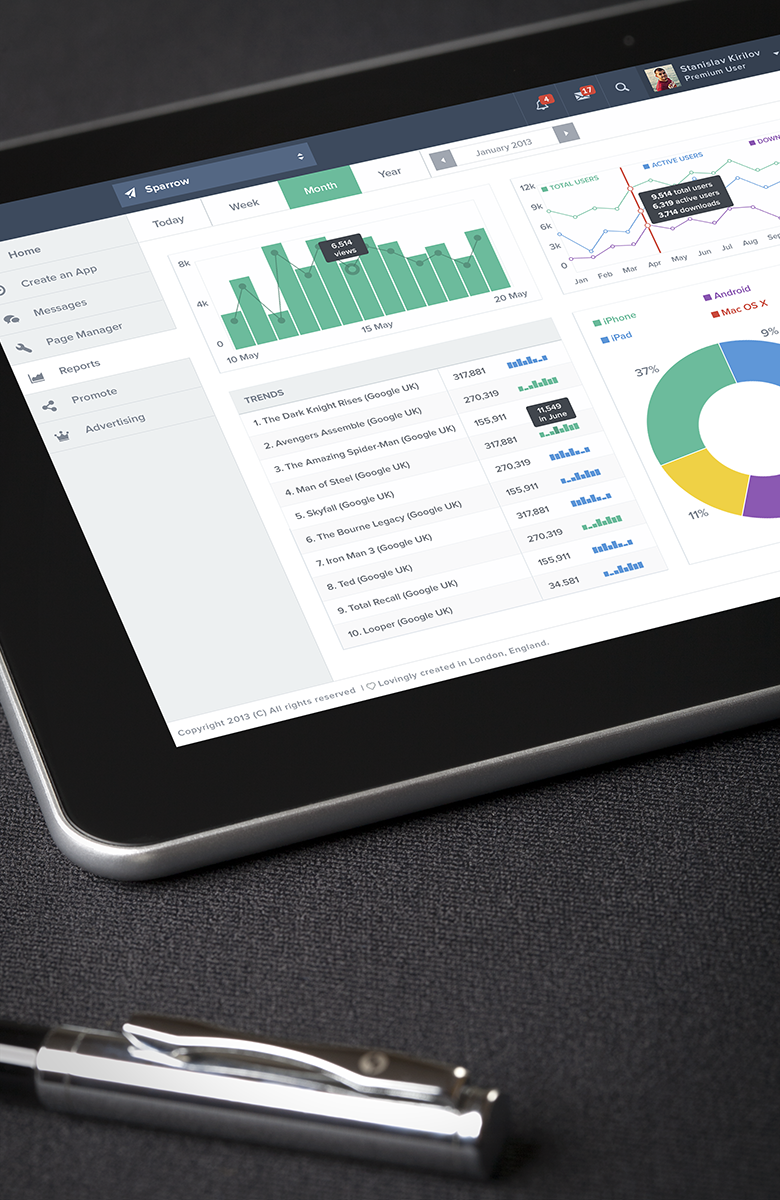 Sparrow
4
17
Stanislav Kirilov
Premium User
Home
Create an App
Messages
Page Manager
Reports
Promote
Advertising
Today
Week
Month
Year
January 2013
8k
4k
0
6,514
views
10 May
15 May
20 May
12k
9k
6k
3k
0
TOTAL USERS
ACTIVE USERS
DOWN
9,514 total users
6,319 active users
3,714 downloads
Jan Feb Mar Apr May Jun Jul Aug Sep
TRENDS
1. The Dark Knight Rises (Google UK) 317,881
2. Avengers Assemble (Google UK) 270,319
3. The Amazing Spider-Man (Google UK) 155,911
4. Man of Steel (Google UK) 317,881
5. Skyfall (Google UK) 270,319
6. The Bourne Legacy (Google UK) 155,911
7. Iron Man 3 (Google UK) 317,881
8. Ted (Google UK) 270,319
9. Total Recall (Google UK) 155,911
10. Looper (Google UK) 34,581
11,549
in June
iPhone
Android
iPad
Mac OS X
37%
9%
11%
Copyright 2013 (C) All rights reserved | Lovingly created in London, England.